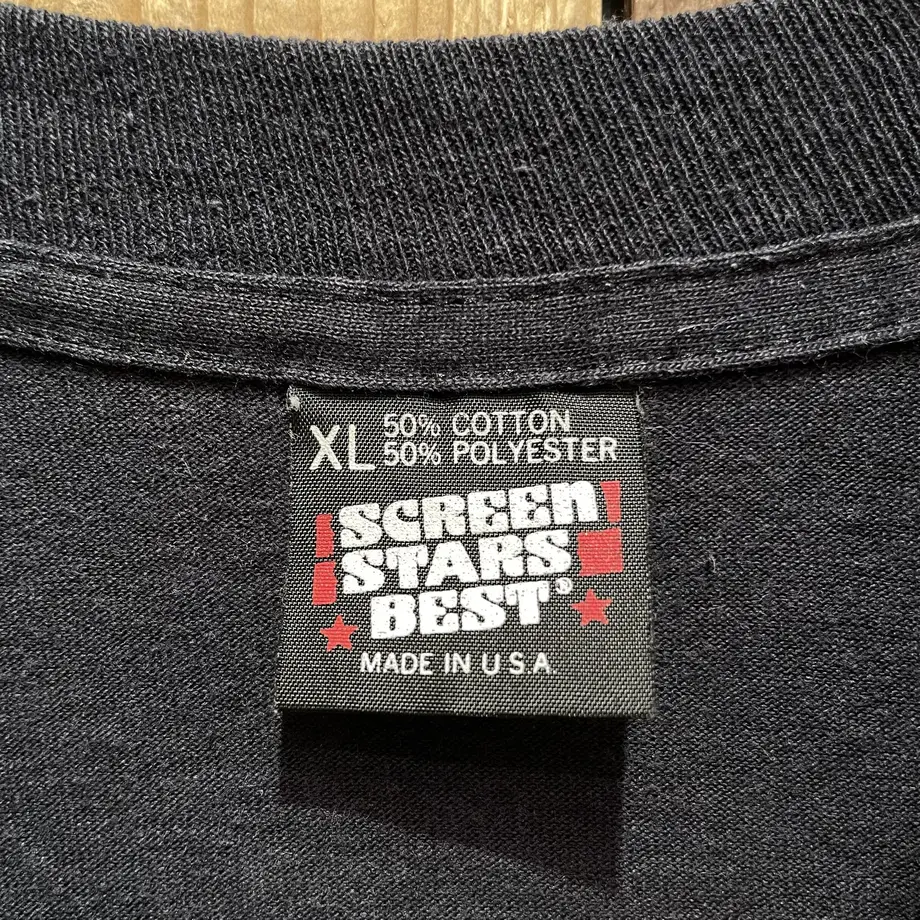 XL 50% COTTON
50% POLYESTER
SCREEN
STARS
BEST®
MADE IN U.S.A.